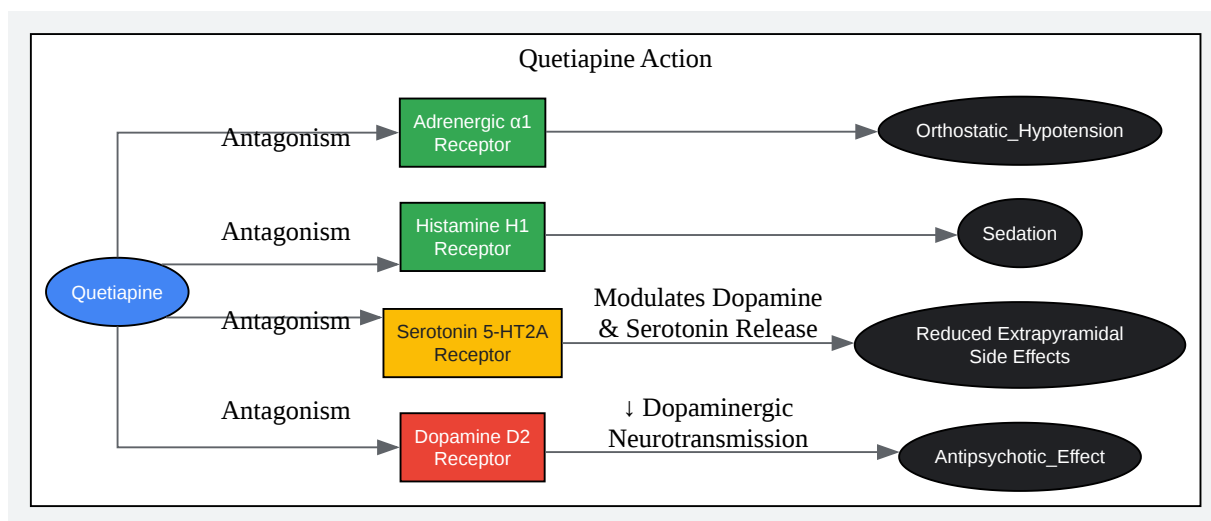 Quetiapine Action
Antagonism
Adrenergic α1
Receptor
Orthostatic_Hypotension
Antagonism
Histamine H1
Receptor
Sedation
Quetiapine
Antagonism
Serotonin 5-HT2A
Receptor
Modulates Dopamine
& Serotonin Release
Reduced Extrapyramidal
Side Effects
Antagonism
Dopamine D2
Receptor
↓ Dopaminergic
Neurotransmission
Antipsychotic_Effect